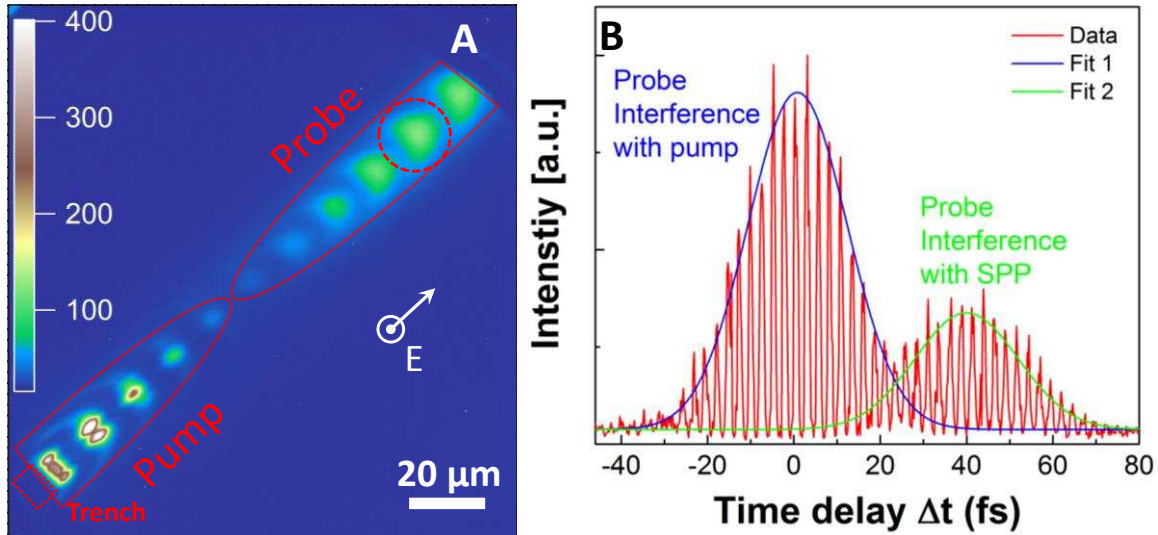 400
300
200
100
A
Probe
Pump
Trench
E
20 µm
B
Intenstiy [a.u.]
Probe
Interference
with pump
Probe
Interference
with SPP
Data
Fit 1
Fit 2
-40 -20 0 20 40 60 80
Time delay Δt (fs)